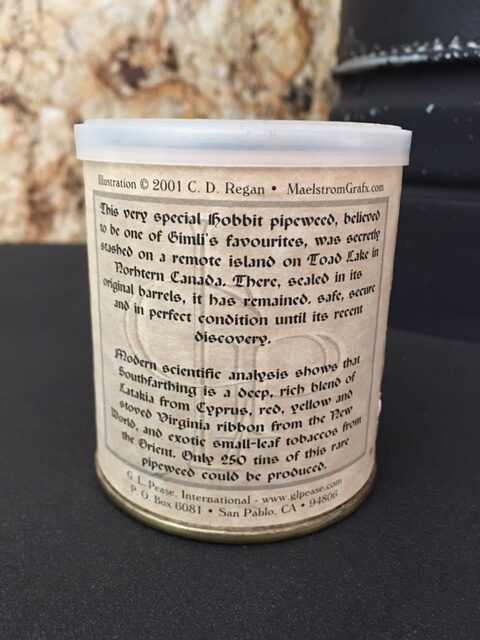 Illustration © 2001 C. D. Regan • MaelstromGrafx.com
This very special Hobbit pipeweed, believed
to be one of Gimli's favourites, was secretly
stashed on a remote island on Toad Lake in
Norhtern Canada. There, sealed in its
original barrels, it has remained. safe, secure
and in perfect condition until its recent
discovery.
Modern scientific analysis shows that
Southfarthing is a deep, rich blend of
Latakia from Cyprus, red, yellow and
stoved Virginia ribbon from the New
World, and exotic small-leaf tobaccos from
the Orient. Only 250 tins of this rare
pipeweed could be produced.
G. L. Pease, International - www.glpease.com
P. O. Box 6081 • San Pablo, CA • 94806